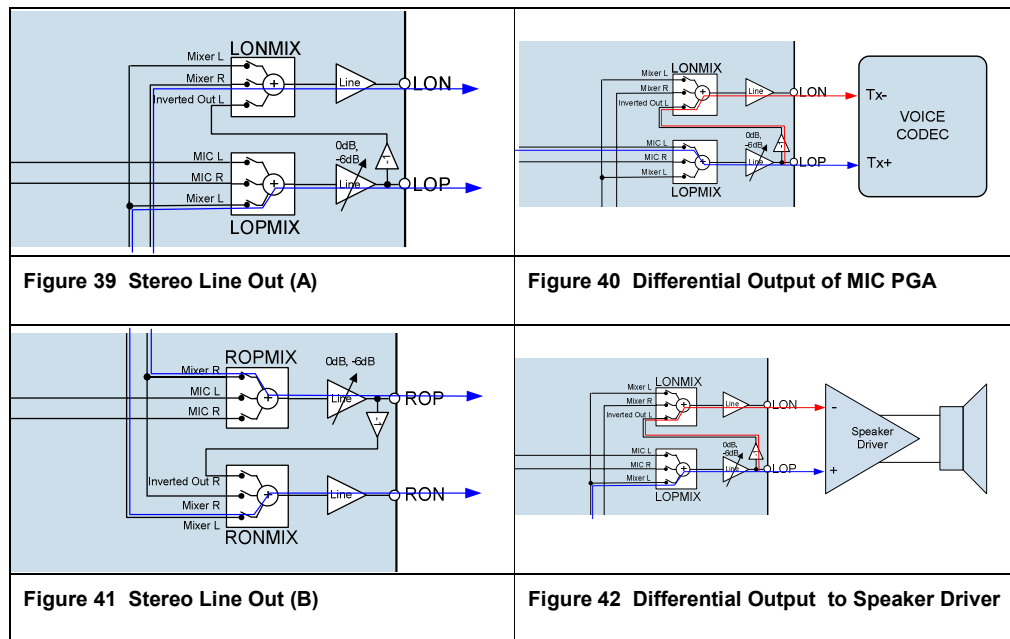 LONMIX
Mixer L
Mixer R
Inverted Out L
Line
LON
0dB,
-6dB
-1
MIC L
MIC R
Mixer L
Line
LOP
LOPMIX
Figure 39 Stereo Line Out (A)
LONMIX
Mixer L
Mixer R
Inverted Out L
Line
LON
0dB,
-6dB
-1
MIC L
MIC R
Mixer L
Line
LOP
LOPMIX
Tx-
VOICE
CODEC
Tx+
Figure 40 Differential Output of MIC PGA
ROPMIX
0dB, -6dB
Mixer R
MIC L
MIC R
Line
ROP
-1
Inverted Out R
Mixer R
Mixer L
Line
RON
RONMIX
Figure 41 Stereo Line Out (B)
LONMIX
Mixer L
Mixer R
Inverted Out L
Line
LON
0dB,
-6dB
-1
MIC L
MIC R
Mixer L
Line
LOP
LOPMIX
-
Speaker
Driver
+
Figure 42 Differential Output to Speaker Driver